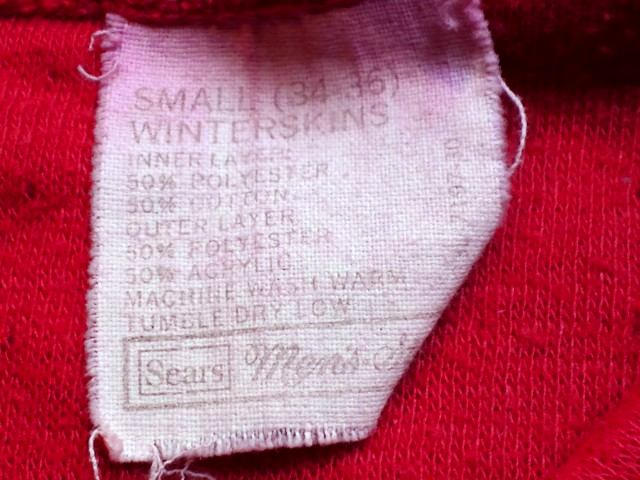 SMALL (34-36)
WINTERSKINS
INNER LAYER
50% POLYESTER
50% COTTON
OUTER LAYER
50% POLYESTER
50% ACRYLIC
MACHINE WASH WARM
TUMBLE DRY LOW
Sears Men's